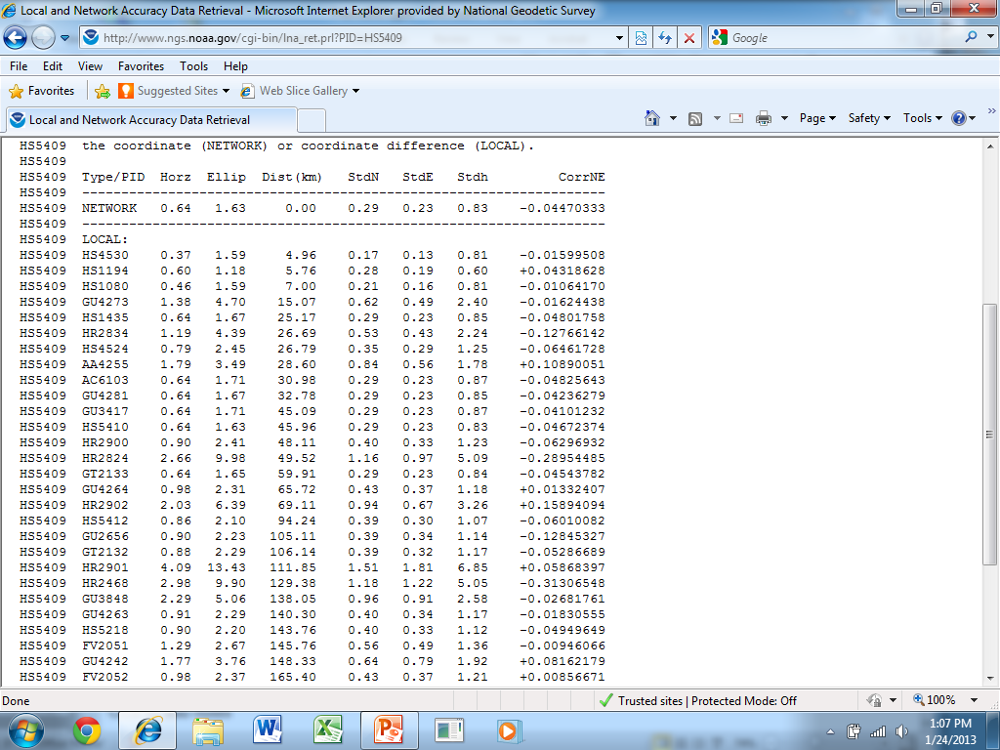 Local and Network Accuracy Data Retrieval - Microsoft Internet Explorer provided by National Geodetic Survey
http://www.ngs.noaa.gov/cgi-bin/lna_ret.prl?PID=HS5409 Google
File Edit View Favorites Tools Help
Favorites Suggested Sites Web Slice Gallery
Local and Network Accuracy Data Retrieval Page Safety Tools
HS5409 the coordinate (NETWORK) or coordinate difference (LOCAL).
HS5409
HS5409 Type/PID Horz Ellip Dist(km) StdN StdE Stdh CorrNE
HS5409 -------------------------------------------------------------------
HS5409 NETWORK 0.64 1.63 0.00 0.29 0.23 0.83 -0.04470333
HS5409 -------------------------------------------------------------------
HS5409 LOCAL:
HS5409 HS4530 0.37 1.59 4.96 0.17 0.13 0.81 -0.01599508
HS5409 HS1194 0.60 1.18 5.76 0.28 0.19 0.60 +0.04318628
HS5409 HS1080 0.46 1.59 7.00 0.21 0.16 0.81 -0.01064170
HS5409 GU4273 1.38 4.70 15.07 0.62 0.49 2.40 -0.01624438
HS5409 HS1435 0.64 1.67 25.17 0.29 0.23 0.85 -0.04801758
HS5409 HR2834 1.19 4.39 26.69 0.53 0.43 2.24 -0.12766142
HS5409 HS4524 0.79 2.45 26.79 0.35 0.29 1.25 -0.06461728
HS5409 AA4255 1.79 3.49 28.60 0.84 0.56 1.78 +0.10890051
HS5409 AC6103 0.64 1.71 30.98 0.29 0.23 0.87 -0.04825643
HS5409 GU4281 0.64 1.67 32.78 0.29 0.23 0.85 -0.04236279
HS5409 GU3417 0.64 1.71 45.09 0.29 0.23 0.87 -0.04101232
HS5409 HS5410 0.64 1.63 45.96 0.29 0.23 0.83 -0.04672374
HS5409 HR2900 0.90 2.41 48.11 0.40 0.33 1.23 -0.06296932
HS5409 HR2824 2.66 9.98 49.52 1.16 0.97 5.09 -0.28954485
HS5409 GT2133 0.64 1.65 59.91 0.29 0.23 0.84 -0.04543782
HS5409 GU4264 0.98 2.31 65.72 0.43 0.37 1.18 +0.01332407
HS5409 HR2902 2.03 6.39 69.11 0.94 0.67 3.26 +0.15894094
HS5409 HS5412 0.86 2.10 94.24 0.39 0.30 1.07 -0.06010082
HS5409 GU2656 0.90 2.23 105.11 0.39 0.34 1.14 -0.12845327
HS5409 GT2132 0.88 2.29 106.14 0.39 0.32 1.17 -0.05286689
HS5409 HR2901 4.09 13.43 111.85 1.51 1.81 6.85 +0.05868397
HS5409 HR2468 2.98 9.90 129.38 1.18 1.22 5.05 -0.31306548
HS5409 GU3848 2.29 5.06 138.05 0.96 0.91 2.58 -0.02681761
HS5409 GU4263 0.91 2.29 140.30 0.40 0.34 1.17 -0.01830555
HS5409 HS5218 0.90 2.20 143.76 0.40 0.33 1.12 -0.04949649
HS5409 FV2051 1.29 2.67 145.76 0.56 0.49 1.36 -0.00946066
HS5409 GU4242 1.77 3.76 148.33 0.64 0.79 1.92 +0.08162179
HS5409 FV2052 0.98 2.37 165.40 0.43 0.37 1.21 +0.00856671
Done Trusted sites | Protected Mode: Off 100%
1:07 PM
1/24/2013